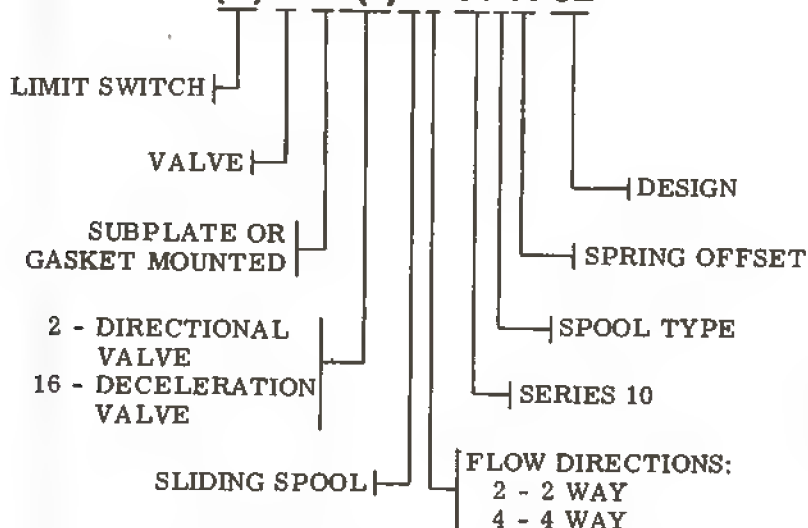 LIMIT SWITCH
VALVE
DESIGN
SUBPLATE OR
GASKET MOUNTED
SPRING OFFSET
2 - DIRECTIONAL
VALVE
SPOOL TYPE
16 - DECELERATION
VALVE
SERIES 10
SLIDING SPOOL
FLOW DIRECTIONS:
2 - 2 WAY
4 - 4 WAY